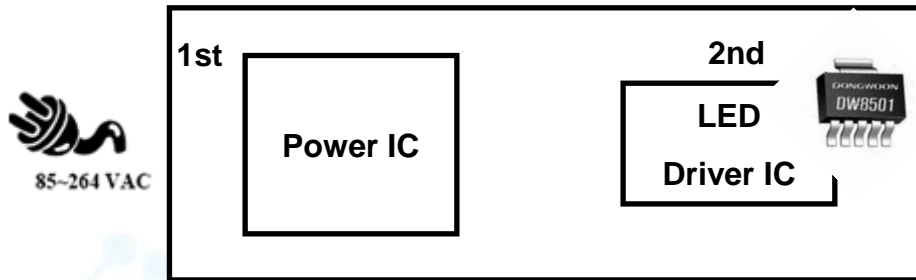 1st
2nd
Power IC
LED
Driver IC
DONGWOON
DW8501
85~264 VAC